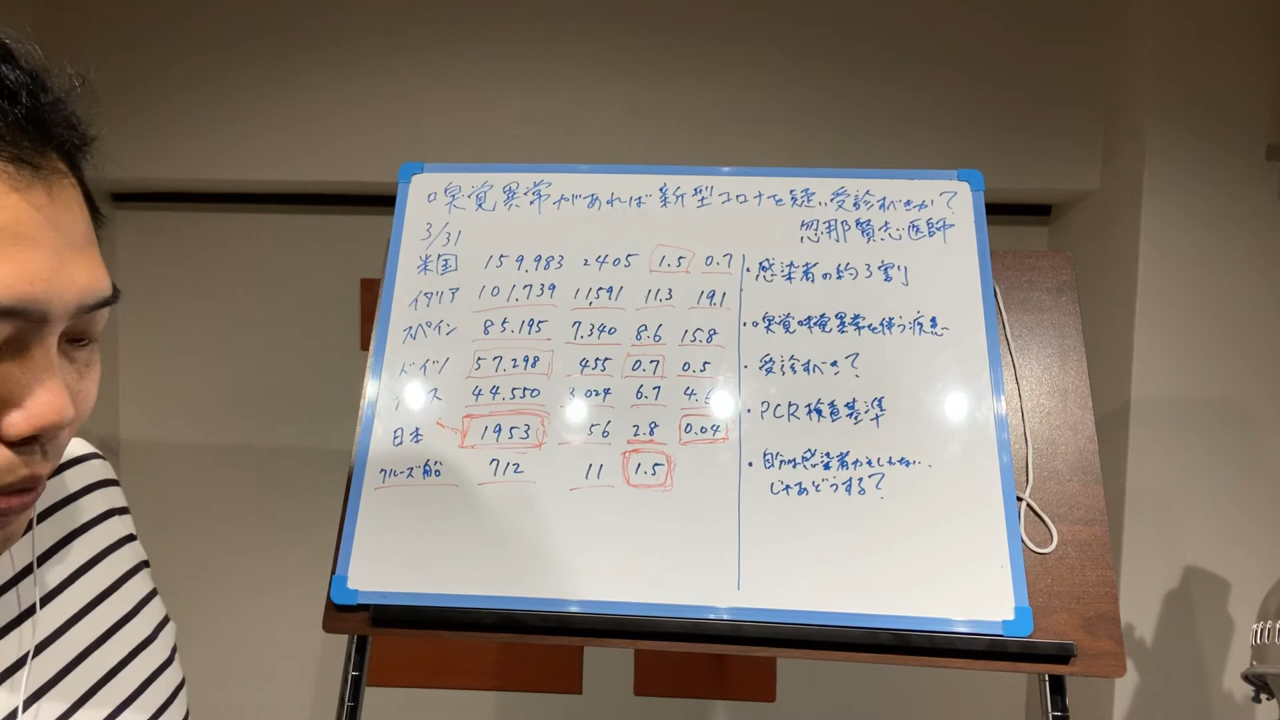 嗅覚異常があれば新型コロナを疑い受診すべきか？
忽那賢志医師
3/31
米国 159.983 2405 1.5 0.7
イタリア 101.739 11,591 11.3 19.1
スペイン 85.195 7.340 8.6 15.8
ドイツ 57.298 455 0.7 0.5
44.550 3024 6.7 4.6
日本 1953 56 2.8 0.04
クルーズ船 712 11 1.5
・感染者の約3割
・嗅覚味覚異常を伴う疾患
・受診すべき？
・PCR検査基準
・自分は感染者かもしれない..
じゃあどうする？